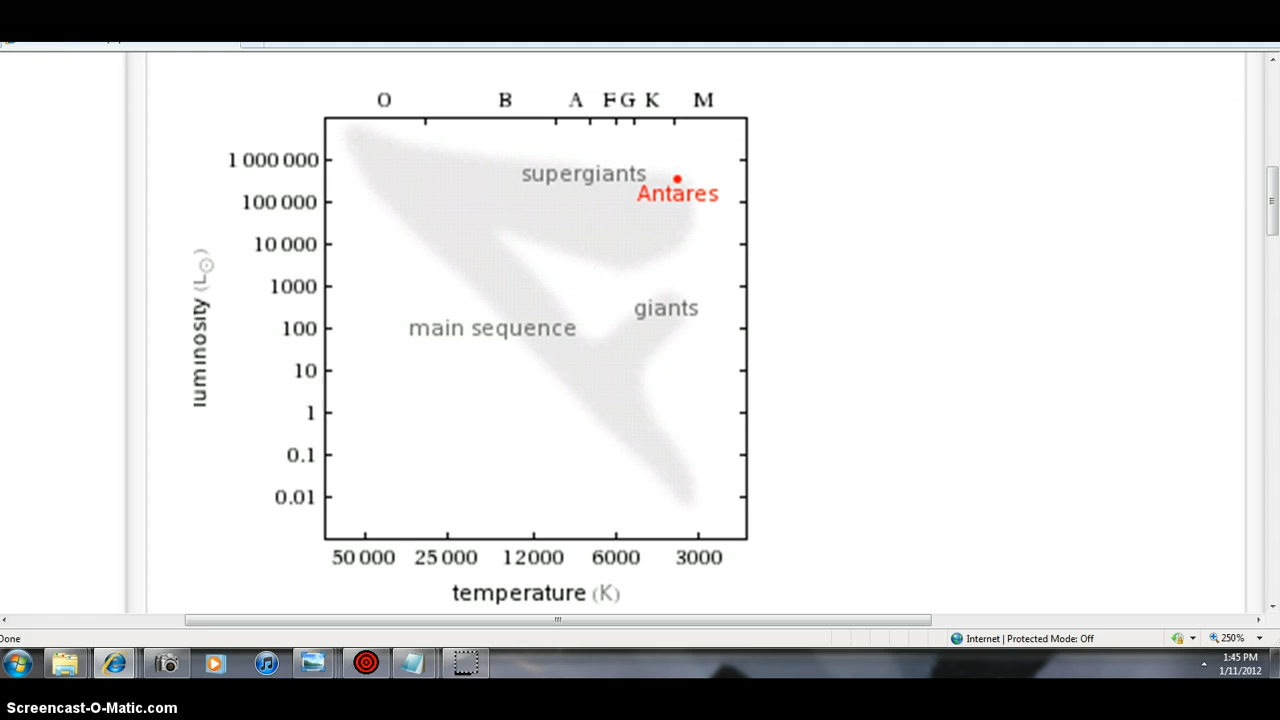 O B A F G K M
1 000 000
supergiants
Antares
100 000
10 000
1000
giants
main sequence
100
10
1
0.1
0.01
luminosity (L☉)
50 000 25 000 12 000 6000 3000
temperature (K)
Done
Internet | Protected Mode: Off
250%
1:45 PM
1/11/2012
Screencast-O-Matic.com